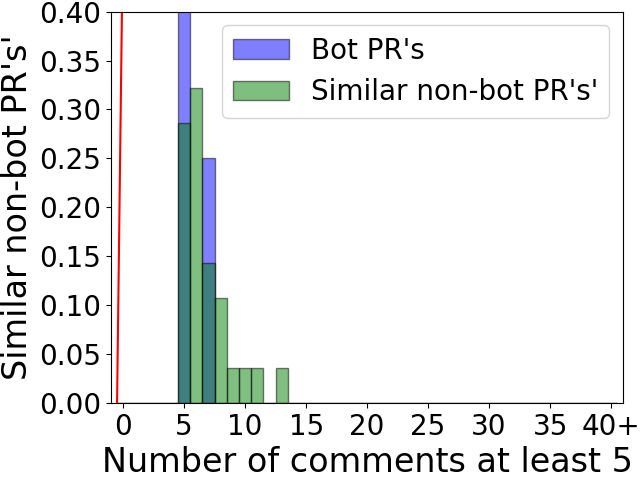 Similar non-bot PR's'
0.40
0.35
0.30
0.25
0.20
0.15
0.10
0.05
0.00
Bot PR's
Similar non-bot PR's'
0 5 10 15 20 25 30 35 40+
Number of comments at least 5